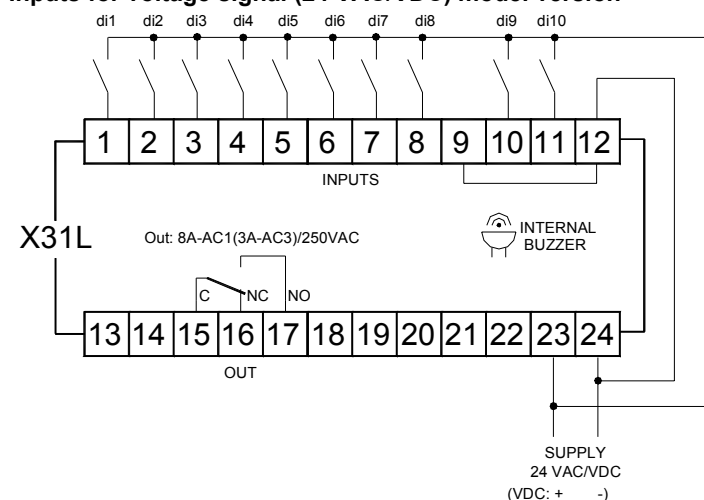 Inputs for voltage signal (24 VAC/VDC) model version
di1 di2 di3 di4 di5 di6 di7 di8 di9 di10
1 2 3 4 5 6 7 8 9 10 11 12
INPUTS
X31L
Out: 8A-AC1(3A-AC3)/250VAC
INTERNAL
BUZZER
C NC NO
13 14 15 16 17 18 19 20 21 22 23 24
OUT
SUPPLY
24 VAC/VDC
(VDC: + -)